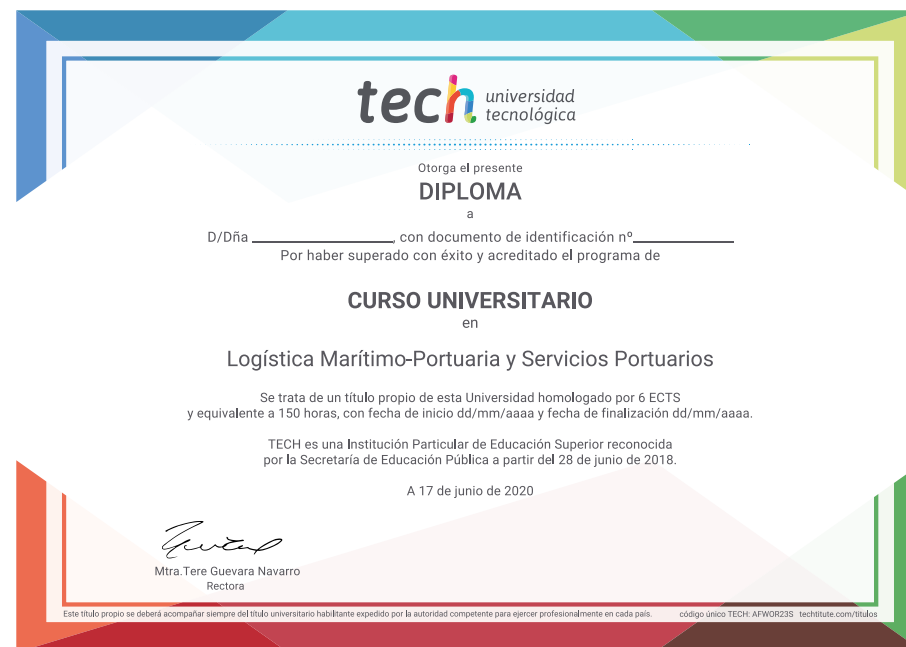 tech universidad
tecnológica
Otorga el presente
DIPLOMA
a
D/Dña ____________________, con documento de identificación nº______________
Por haber superado con éxito y acreditado el programa de
CURSO UNIVERSITARIO
en
Logística Marítimo-Portuaria y Servicios Portuarios
Se trata de un título propio de esta Universidad homologado por 6 ECTS
y equivalente a 150 horas, con fecha de inicio dd/mm/aaaa y fecha de finalización dd/mm/aaaa.
TECH es una Institución Particular de Educación Superior reconocida
por la Secretaría de Educación Pública a partir del 28 de junio de 2018.
A 17 de junio de 2020
Mtra.Tere Guevara Navarro
Rectora
Este título propio se deberá acompañar siempre del título universitario habilitante expedido por la autoridad competente para ejercer profesionalmente en cada país. código único TECH: AFWOR23S techtitute.com/títulos